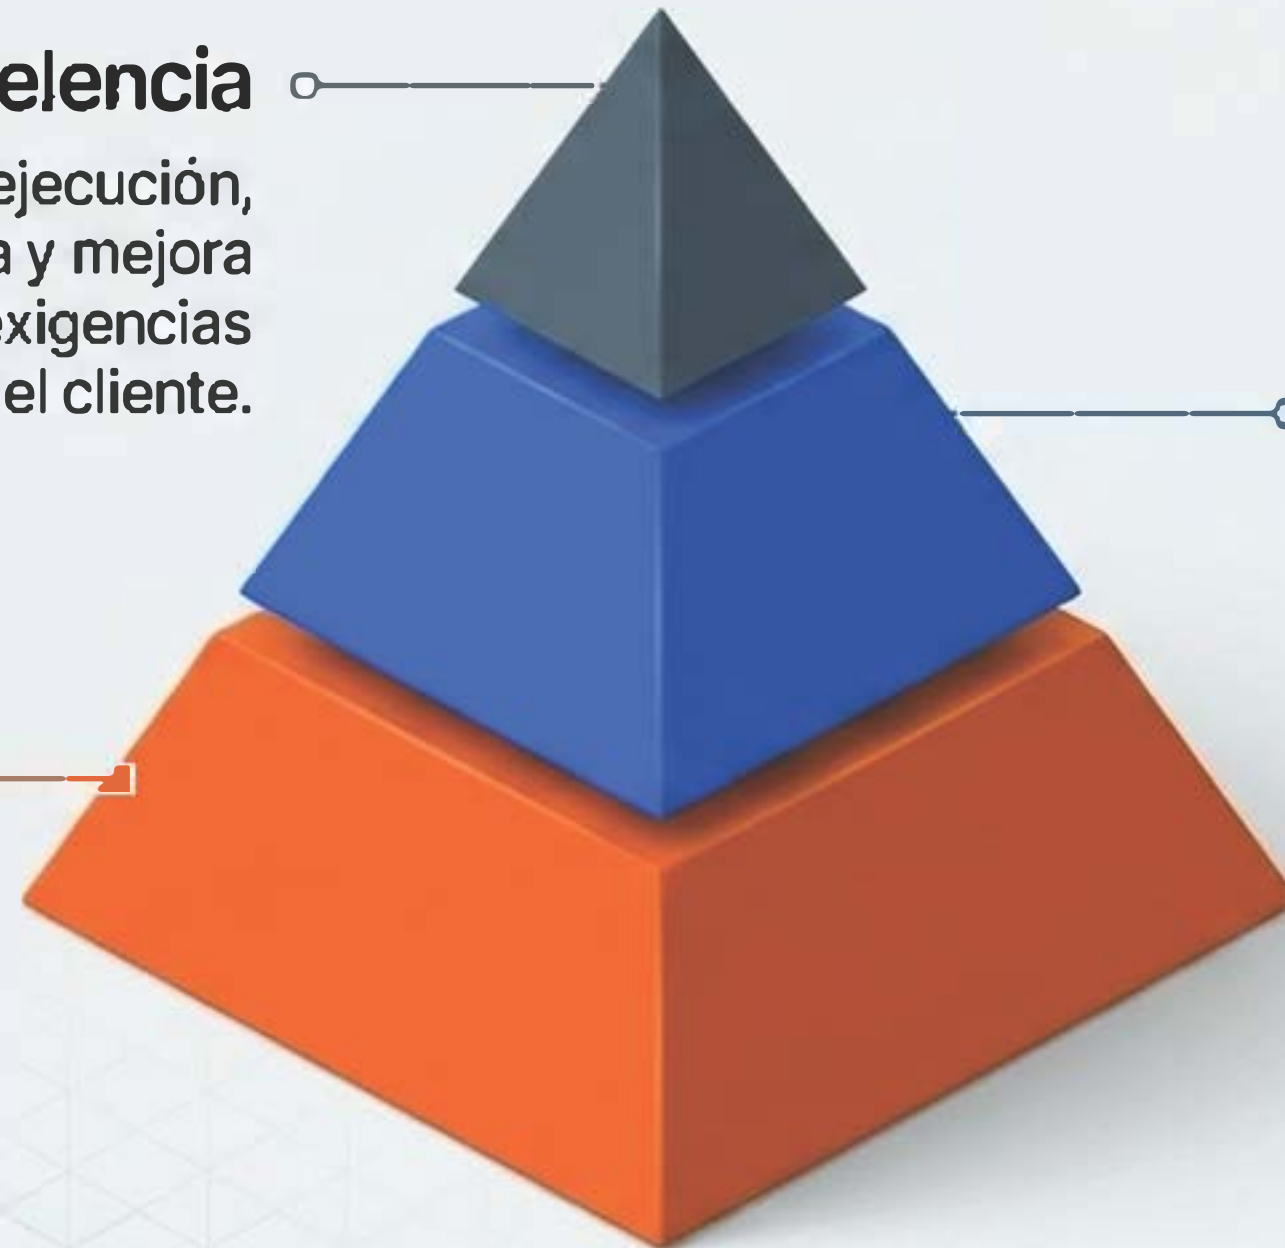 elencia
ejecución,
a y mejora
exigencias
el cliente.